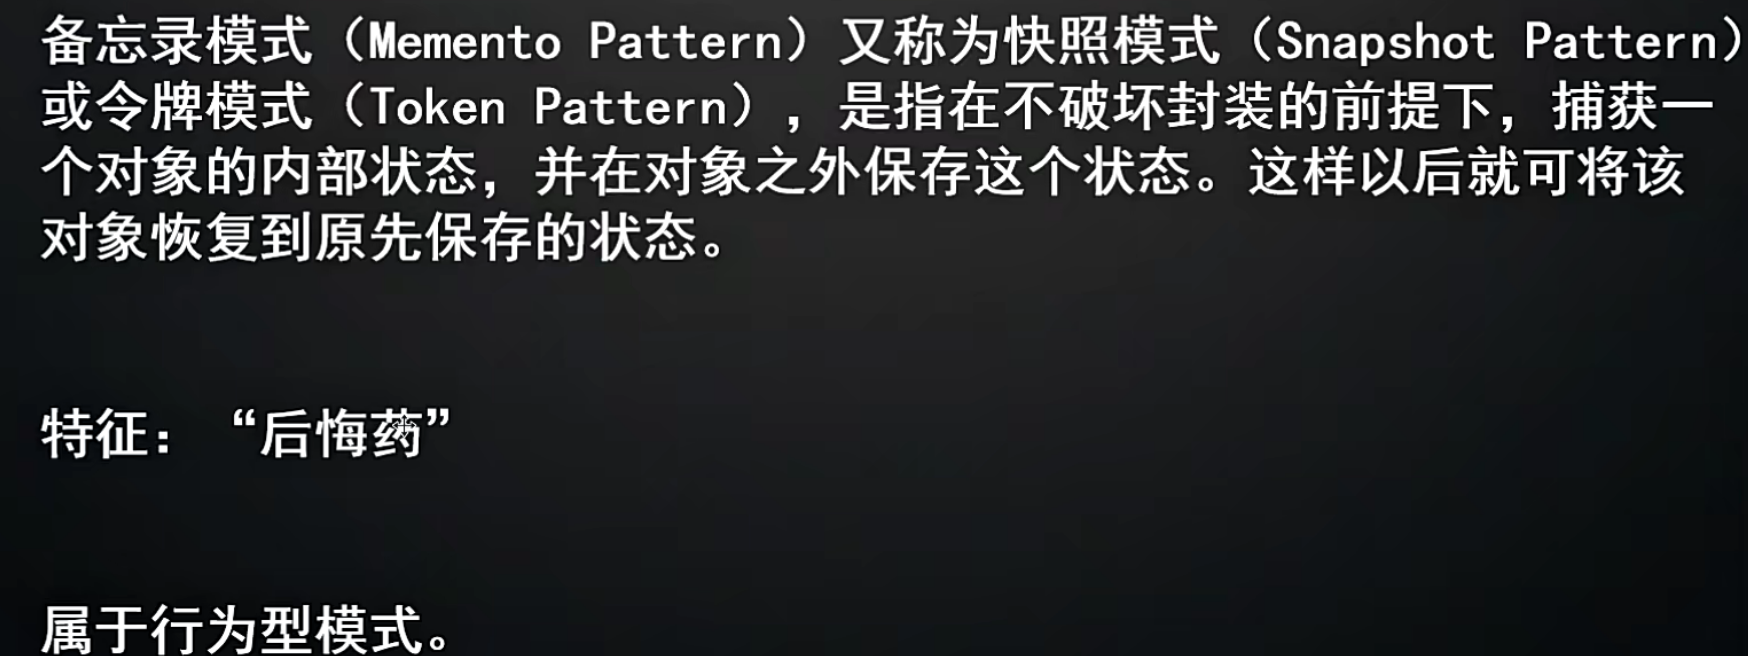 备忘录模式（Memento Pattern）又称为快照模式（Snapshot Pattern）
或令牌模式（Token Pattern），是指在不破坏封装的前提下，捕获一
个对象的内部状态，并在对象之外保存这个状态。这样以后就可将该
对象恢复到原先保存的状态。
特征：“后悔药”
属于行为型模式。